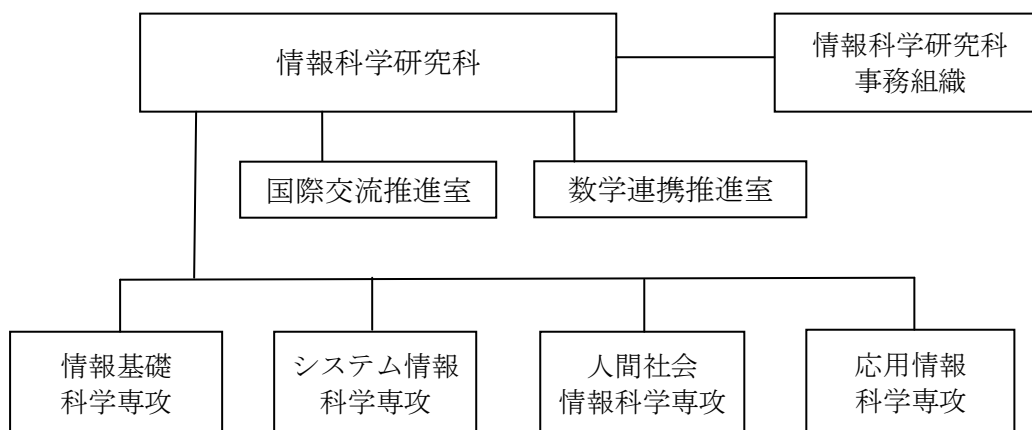 情報科学研究科
情報科学研究科
事務組織
国際交流推進室
数学連携推進室
情報基礎
科学専攻
システム情報
科学専攻
人間社会
情報科学専攻
応用情報
科学専攻